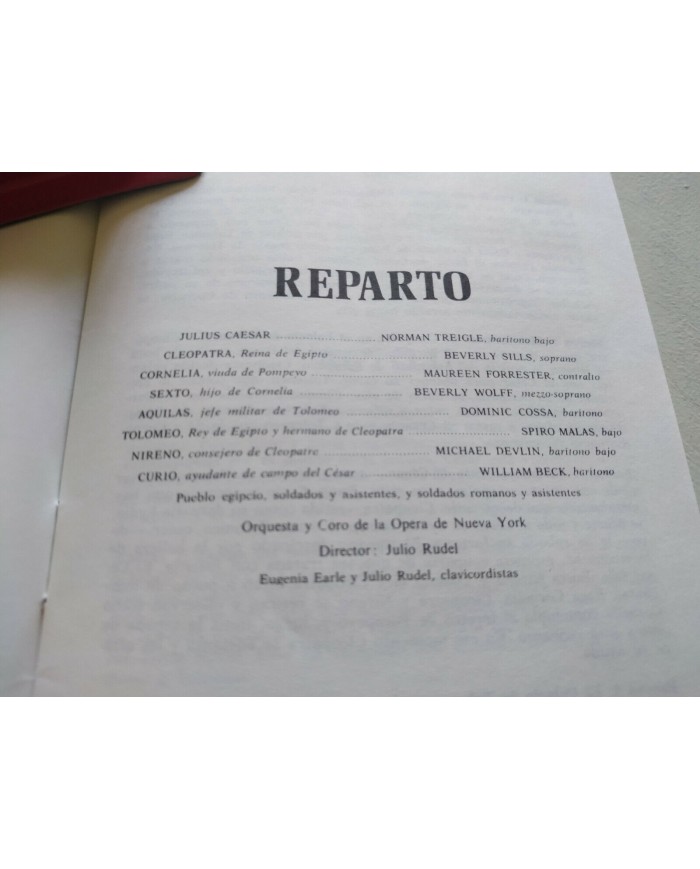 REPARTO
JULIUS CAESAR ........................ NORMAN TREIGLE, barítono bajo
CLEOPATRA, Reina de Egipto ........................ BEVERLY SILLS, soprano
CORNELIA, viuda de Pompeyo ........................ MAUREEN FORRESTER, contralto
SEXTO, hijo de Cornelia ........................ BEVERLY WOLFF, mezzo-soprano
AQUILAS, jefe militar de Tolomeo ........................ DOMINIC COSSA, barítono
TOLOMEO, Rey de Egipto y hermano de Cleopatra ........................ SPIRO MALAS, bajo
NIRENO, consejero de Cleopatra ........................ MICHAEL DEVLIN, barítono bajo
CURIO, ayudante de campo del César ........................ WILLIAM BECK, barítono
Pueblo egipcio, soldados y asistentes, y soldados romanos y asistentes
Orquesta y Coro de la Opera de Nueva York
Director: Julio Rudel
Eugenia Earle y Julio Rudel, clavicordistas